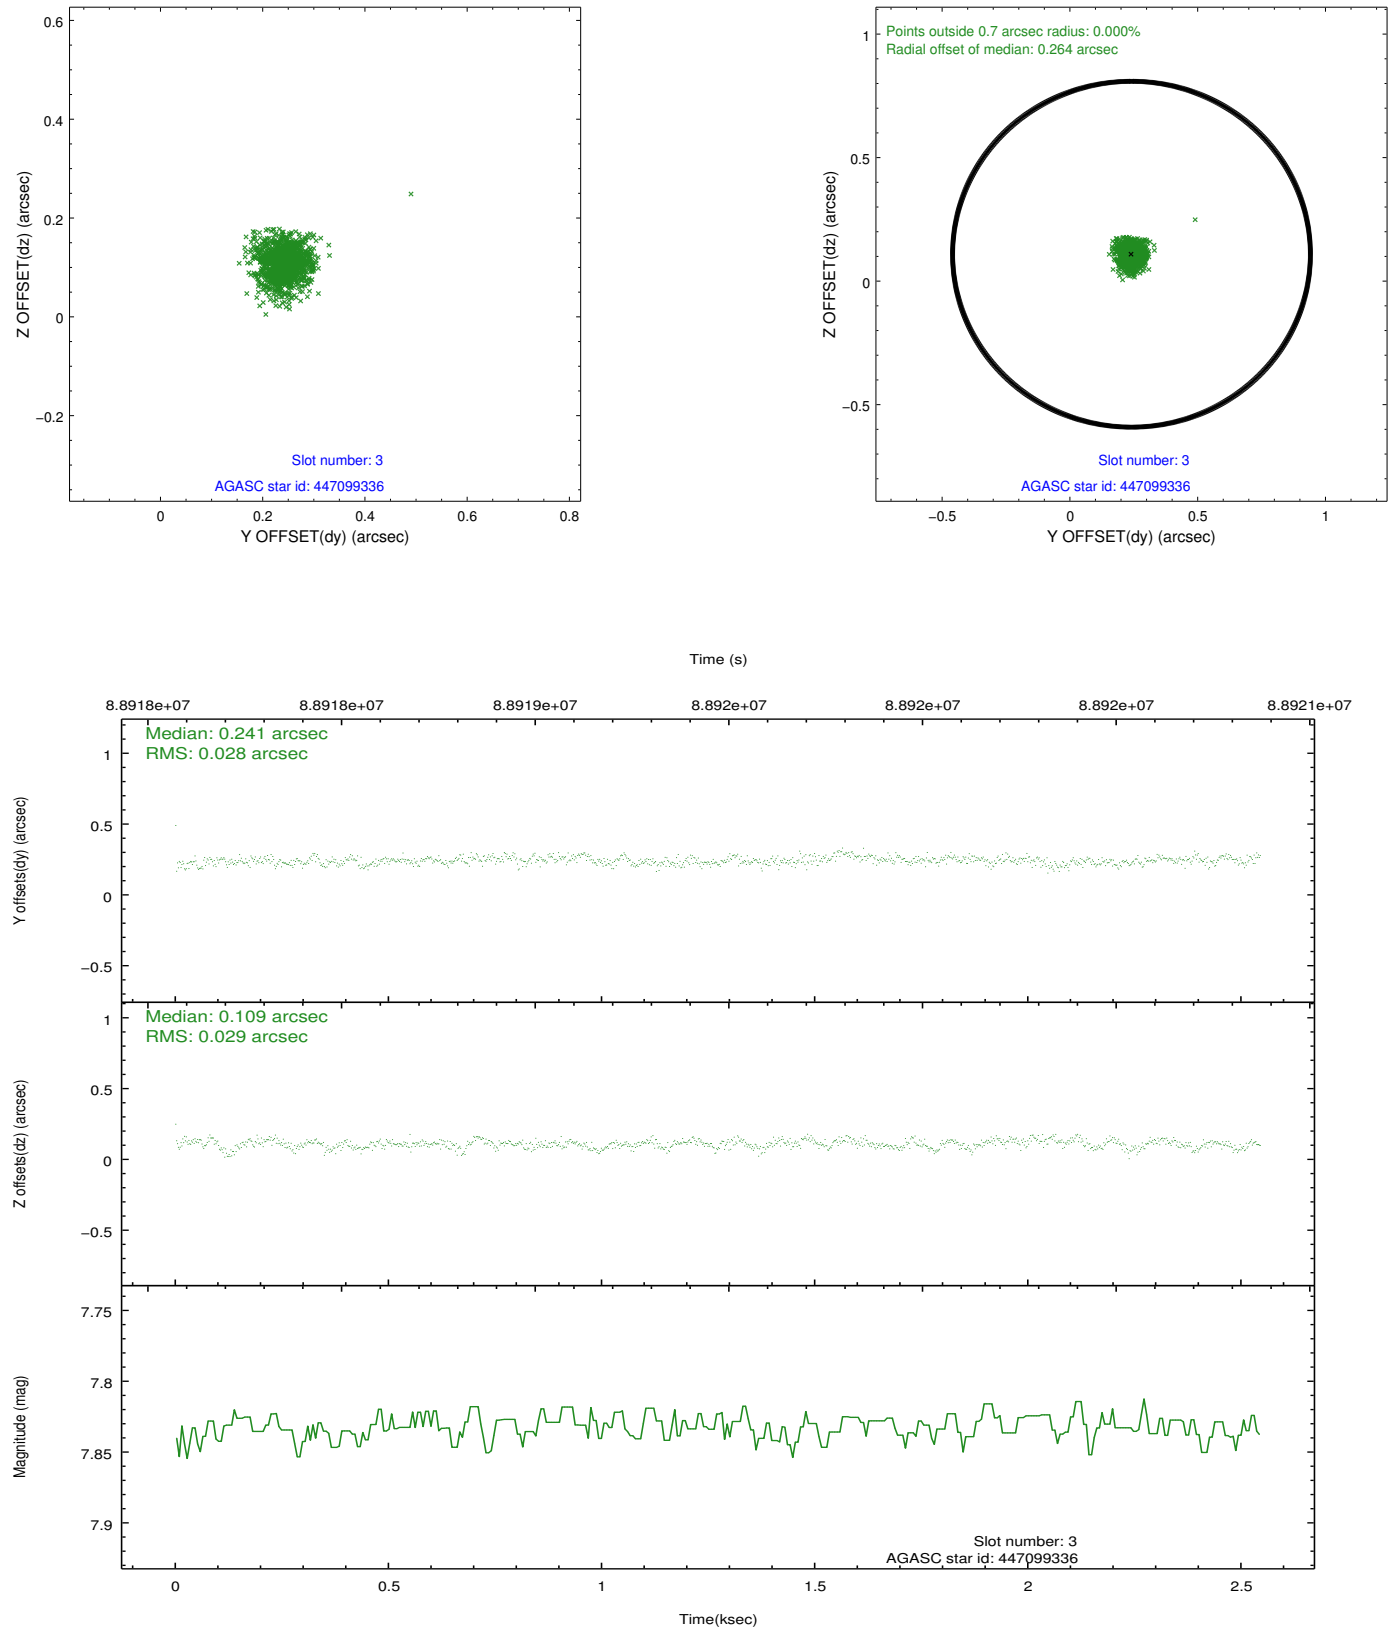 0.6
0.4
0.2
0
−0.2
Z OFFSET(dz) (arcsec)
Slot number: 3
AGASC star id: 447099336
0 0.2 0.4 0.6 0.8
Y OFFSET(dy) (arcsec)
Points outside 0.7 arcsec radius: 0.000%
Radial offset of median: 0.264 arcsec
1
0.5
0
−0.5
Z OFFSET(dz) (arcsec)
Slot number: 3
AGASC star id: 447099336
−0.5 0 0.5 1
Y OFFSET(dy) (arcsec)
Time (s)
8.8918e+07 8.8918e+07 8.8919e+07 8.892e+07 8.892e+07 8.892e+07 8.8921e+07
Median: 0.241 arcsec
RMS: 0.028 arcsec
1
0.5
0
−0.5
Y offsets(dy) (arcsec)
Median: 0.109 arcsec
RMS: 0.029 arcsec
1
0.5
0
−0.5
Z offsets(dz) (arcsec)
7.75
7.8
7.85
7.9
Magnitude (mag)
Slot number: 3
AGASC star id: 447099336
0 0.5 1 1.5 2 2.5
Time(ksec)